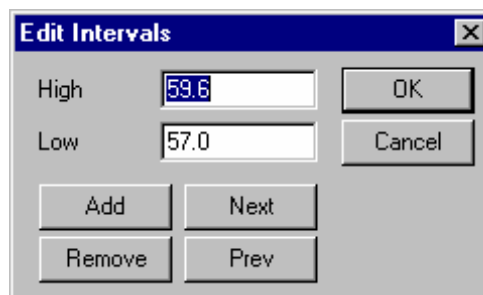 Edit Intervals
High 59.6 OK
Low 57.0 Cancel
Add Next
Remove Prev